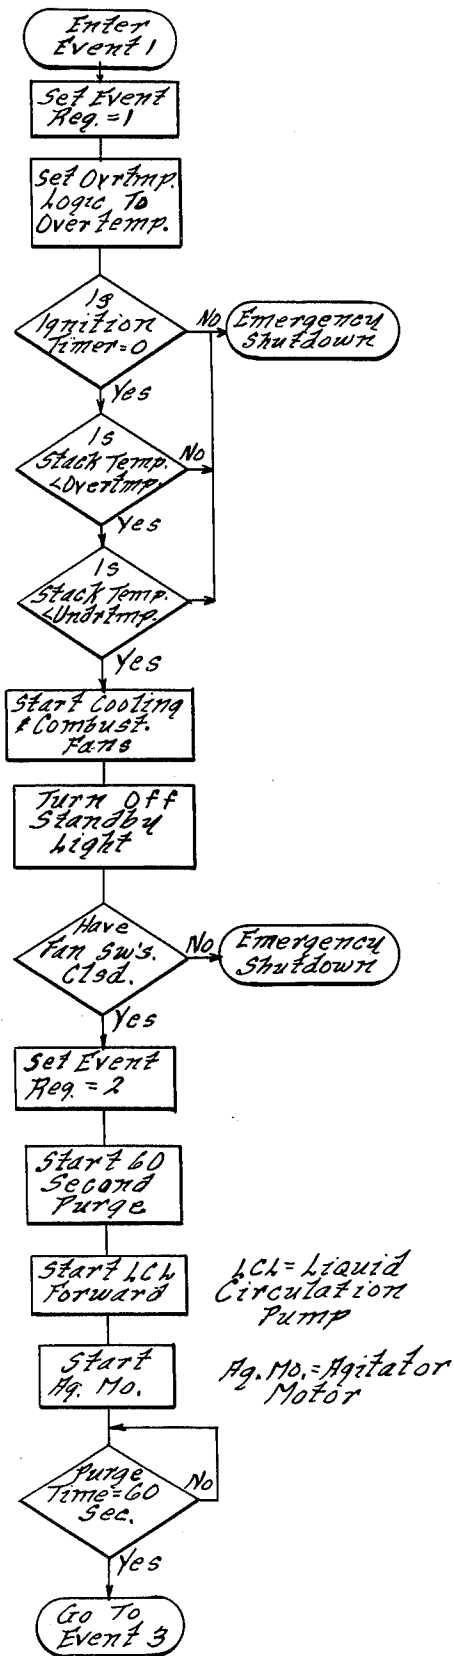 Enter
Event 1
Set Event
Reg. = 1
Set Ovrtmp.
Logic To
Over temp.
Is
Ignition
Timer = 0
No
Emergency
Shutdown
Yes
Is
Stack Temp.
<Overtmp.
No
Yes
Is
Stack Temp.
<Undrtmp.
Yes
Start Cooling
& Combust.
Fans
Turn Off
Standby
Light
Have
Fan Sw's.
Clsd.
No
Emergency
Shutdown
Yes
Set Event
Reg. = 2
Start 60
Second
Purge
Start LCL
Forward
LCL = Liquid
Circulation
Pump
Start
Ag. Mo.
Ag. Mo. = Agitator
Motor
Purge
Time = 60
Sec.
No
Yes
Go To
Event 3